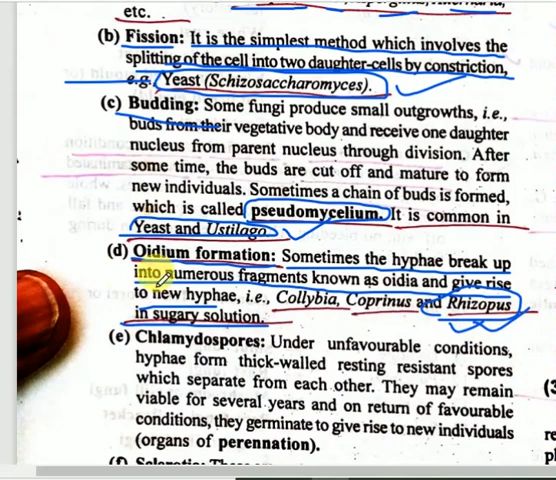 etc.
(b) Fission: It is the simplest method which involves the
splitting of the cell into two daughter-cells by constriction,
e.g. Yeast (Schizosaccharomyces).
(c) Budding: Some fungi produce small outgrowths, i.e.,
buds from their vegetative body and receive one daughter
nucleus from parent nucleus through division. After
some time, the buds are cut off and mature to form
new individuals. Sometimes a chain of buds is formed,
which is called pseudomycelium. It is common in
Yeast and Ustilago
(d) Oidium formation: Sometimes the hyphae break up
into numerous fragments known as oidia and give rise
to new hyphae, i.e., Collybia, Coprinus and Rhizopus
in sugary solution.
(e) Chlamydospores: Under unfavourable conditions,
hyphae form thick-walled resting resistant spores
which separate from each other. They may remain
viable for several years and on return of favourable
conditions, they germinate to give rise to new individuals
(organs of perennation).
(3
re
pl